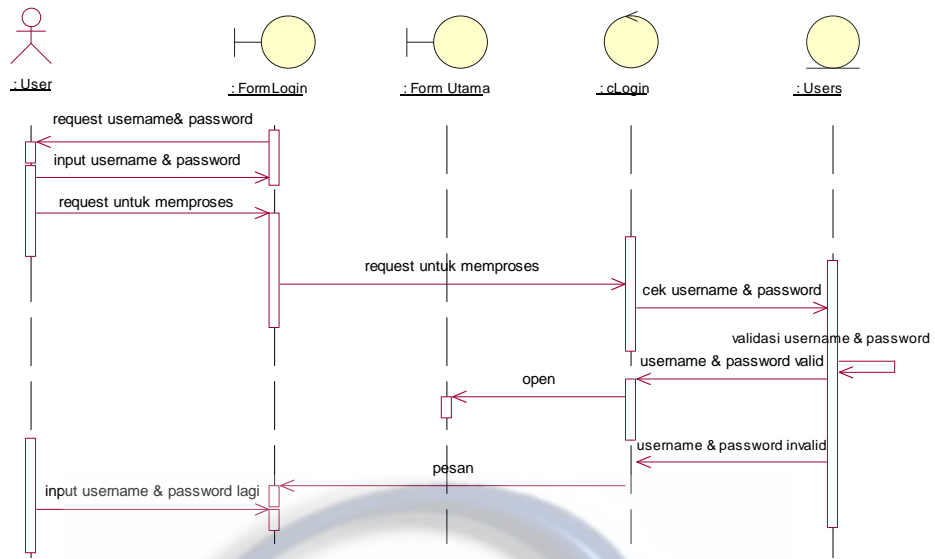 : User
: FormLogin
: Form Utama
: cLogin
: Users
request username& password
input username & password
request untuk memproses
request untuk memproses
cek username & password
validasi username & password
username & password valid
open
username & password invalid
pesan
input username & password lagi